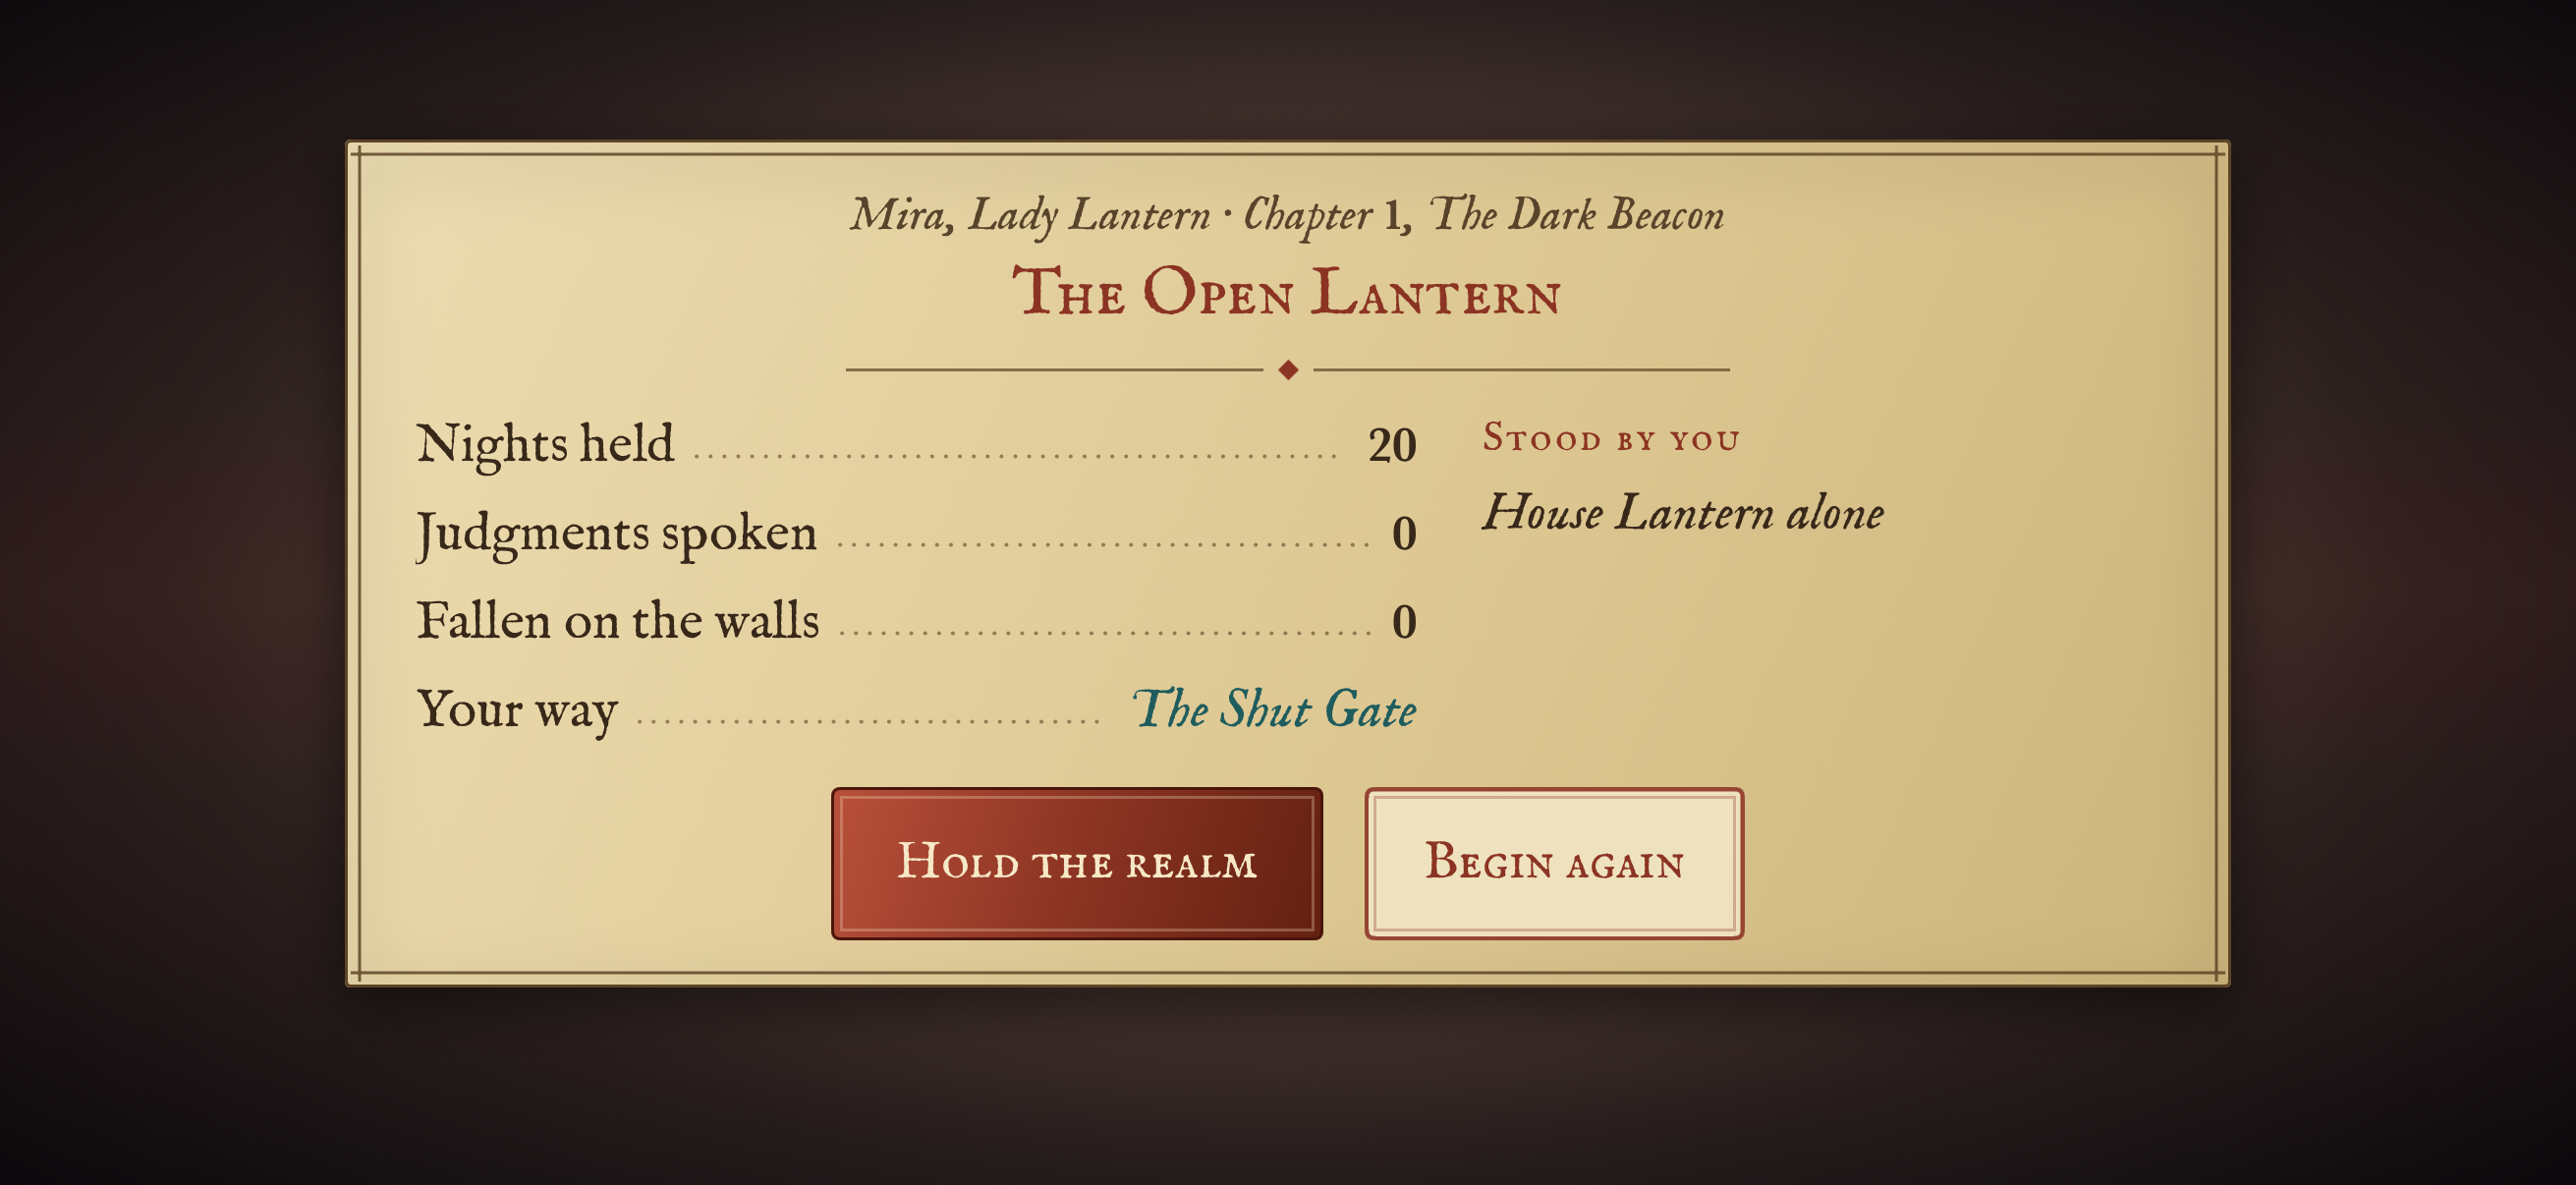 Mira, Lady Lantern · Chapter 1, The Dark Beacon
The Open Lantern
Nights held 20
Judgments spoken 0
Fallen on the walls 0
Your way The Shut Gate
Stood by you
House Lantern alone
Hold the realm
Begin again